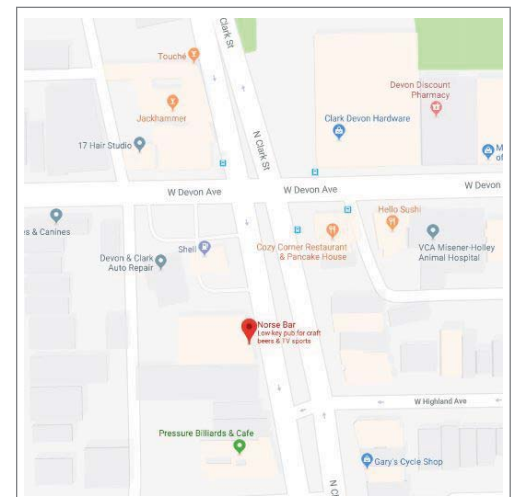 N Clark St
Touché
Devon Discount
Pharmacy
Jackhammer
Clark Devon Hardware
17 Hair Studio
N Clark St
M
of
W Devon Ave
W Devon Ave
W Devon
Hello Sushi
s & Canines
Shell
Cozy Corner Restaurant
& Pancake House
VCA Misener-Holley
Animal Hospital
Devon & Clark
Auto Repair
Norse Bar
Low-key pub for craft
beers & TV sports
W Highland Ave
Pressure Billiards & Cafe
Gary's Cycle Shop
N Cl